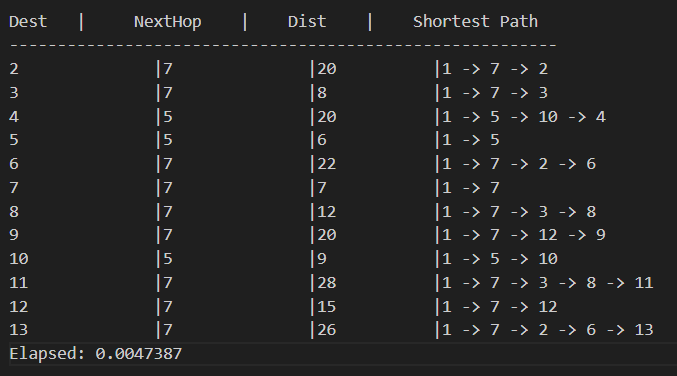 Dest   |     NextHop    |    Dist    |    Shortest Path
---------------------------------------------------------
2              |7              |20            |1 -> 7 -> 2
3              |7              |8             |1 -> 7 -> 3
4              |5              |20            |1 -> 5 -> 10 -> 4
5              |5              |6             |1 -> 5
6              |7              |22            |1 -> 7 -> 2 -> 6
7              |7              |7             |1 -> 7
8              |7              |12            |1 -> 7 -> 3 -> 8
9              |7              |20            |1 -> 7 -> 12 -> 9
10             |5              |9             |1 -> 5 -> 10
11             |7              |28            |1 -> 7 -> 3 -> 8 -> 11
12             |7              |15            |1 -> 7 -> 12
13             |7              |26            |1 -> 7 -> 2 -> 6 -> 13
Elapsed: 0.0047387